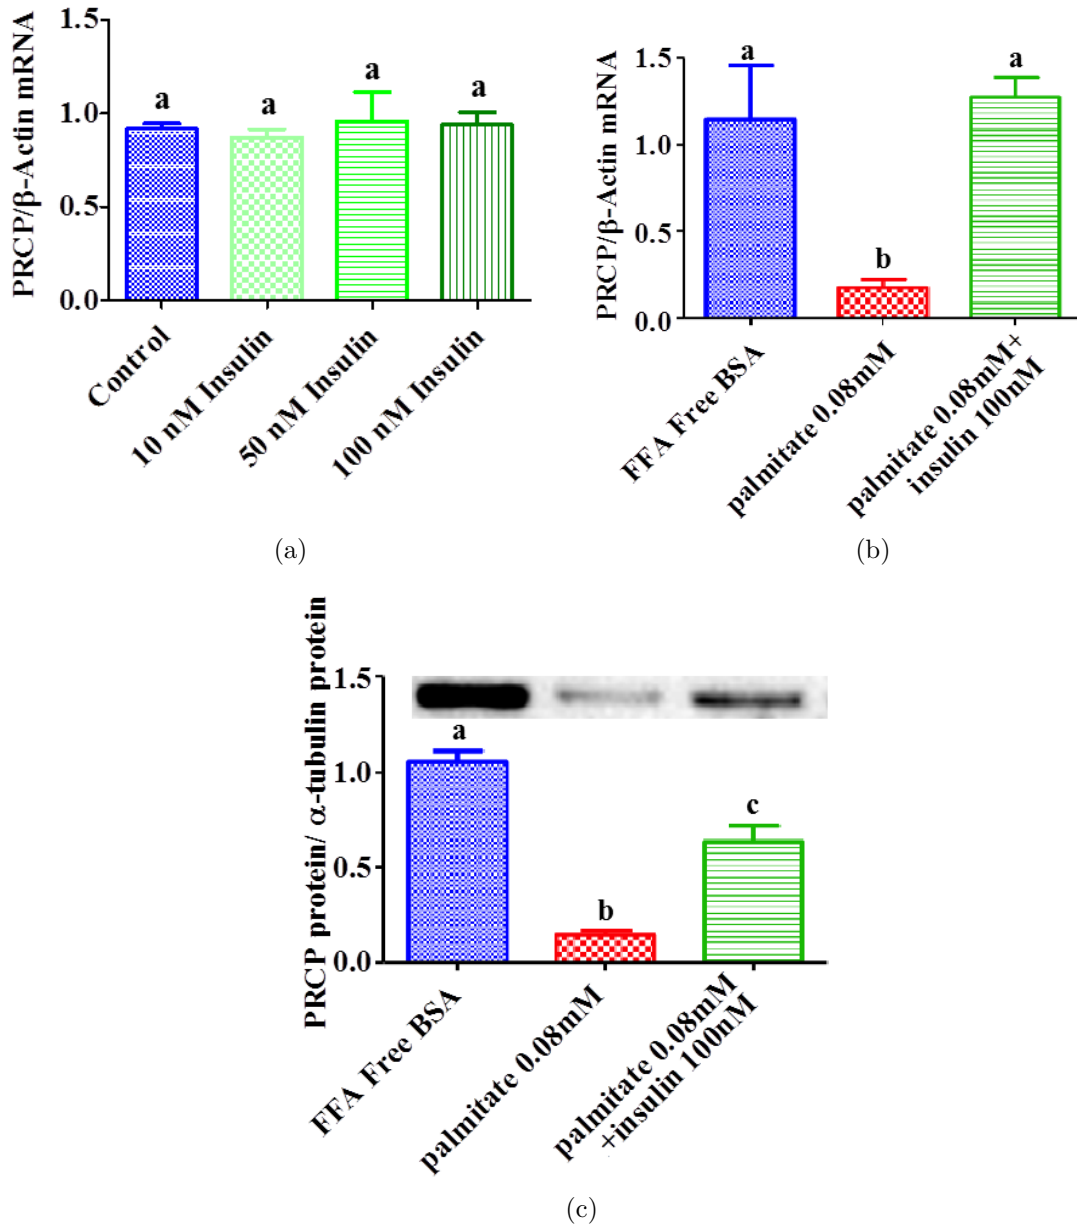 PRCP/β-Actin mRNA
1.5
1.0
0.5
0.0
a
a
a
a
Control
10 nM Insulin
50 nM Insulin
100 nM Insulin
(a)
PRCP/β-Actin mRNA
1.5
1.0
0.5
0.0
a
b
a
FFA Free BSA
palmitate 0.08mM
palmitate 0.08mM+
insulin 100nM
(b)
PRCP protein/ α-tubulin protein
1.5
1.0
0.5
0.0
a
b
c
FFA Free BSA
palmitate 0.08mM
palmitate 0.08mM
+insulin 100nM
(c)